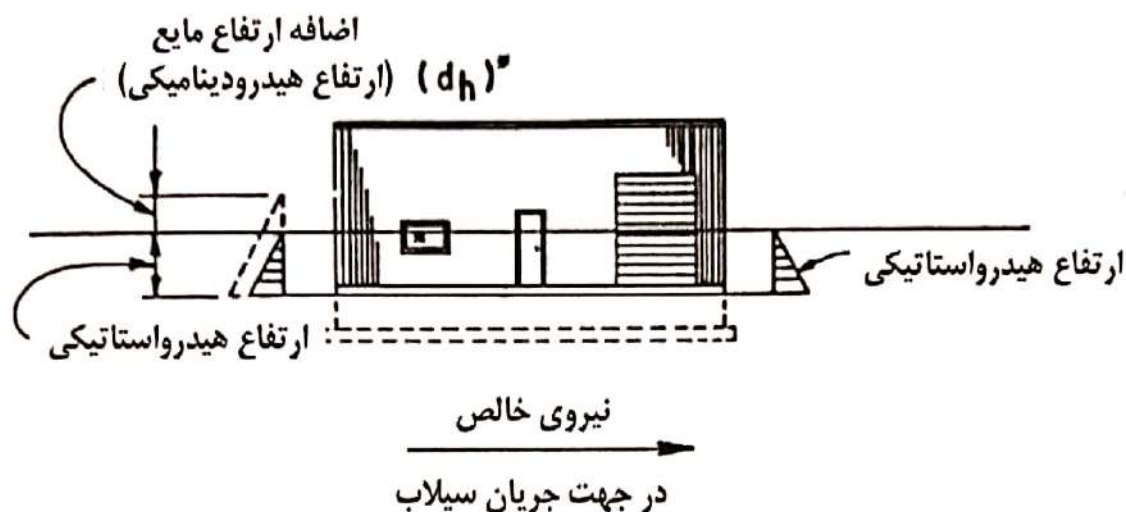 اضافه ارتفاع مایع
(ارتفاع هیدرودینامیکی) (dh)*
ارتفاع هیدرواستاتیکی
ارتفاع هیدرواستاتیکی
نیروی خالص
در جهت جریان سیلاب